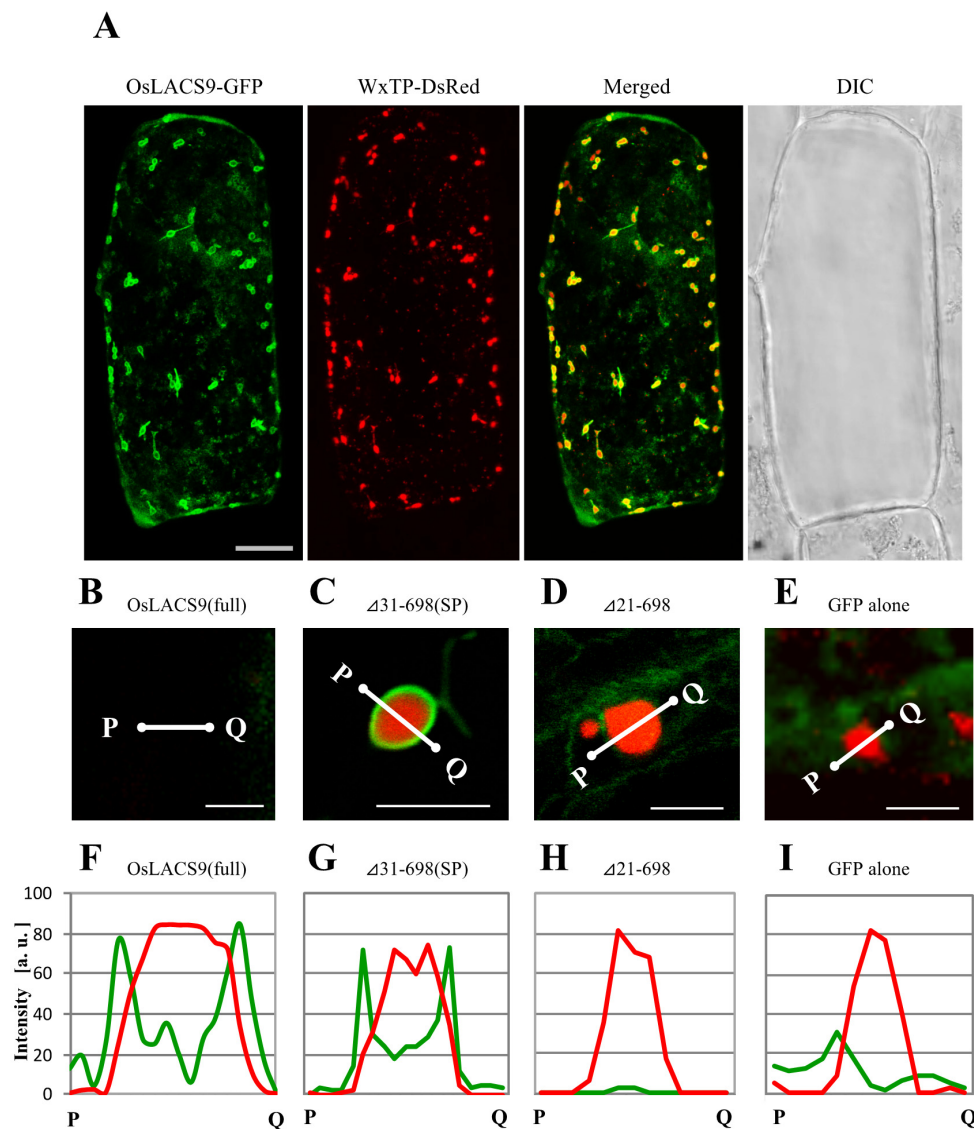 A
OsLACS9-GFP WxTP-DsRed Merged DIC
B C D E
OsLACS9(full) ⊿31-698(SP) ⊿21-698 GFP alone
P Q P Q P Q P Q
F G H I
OsLACS9(full) ⊿31-698(SP) ⊿21-698 GFP alone
Intensity [a. u. ]
100
80
60
40
20
0
P Q P Q P Q P Q